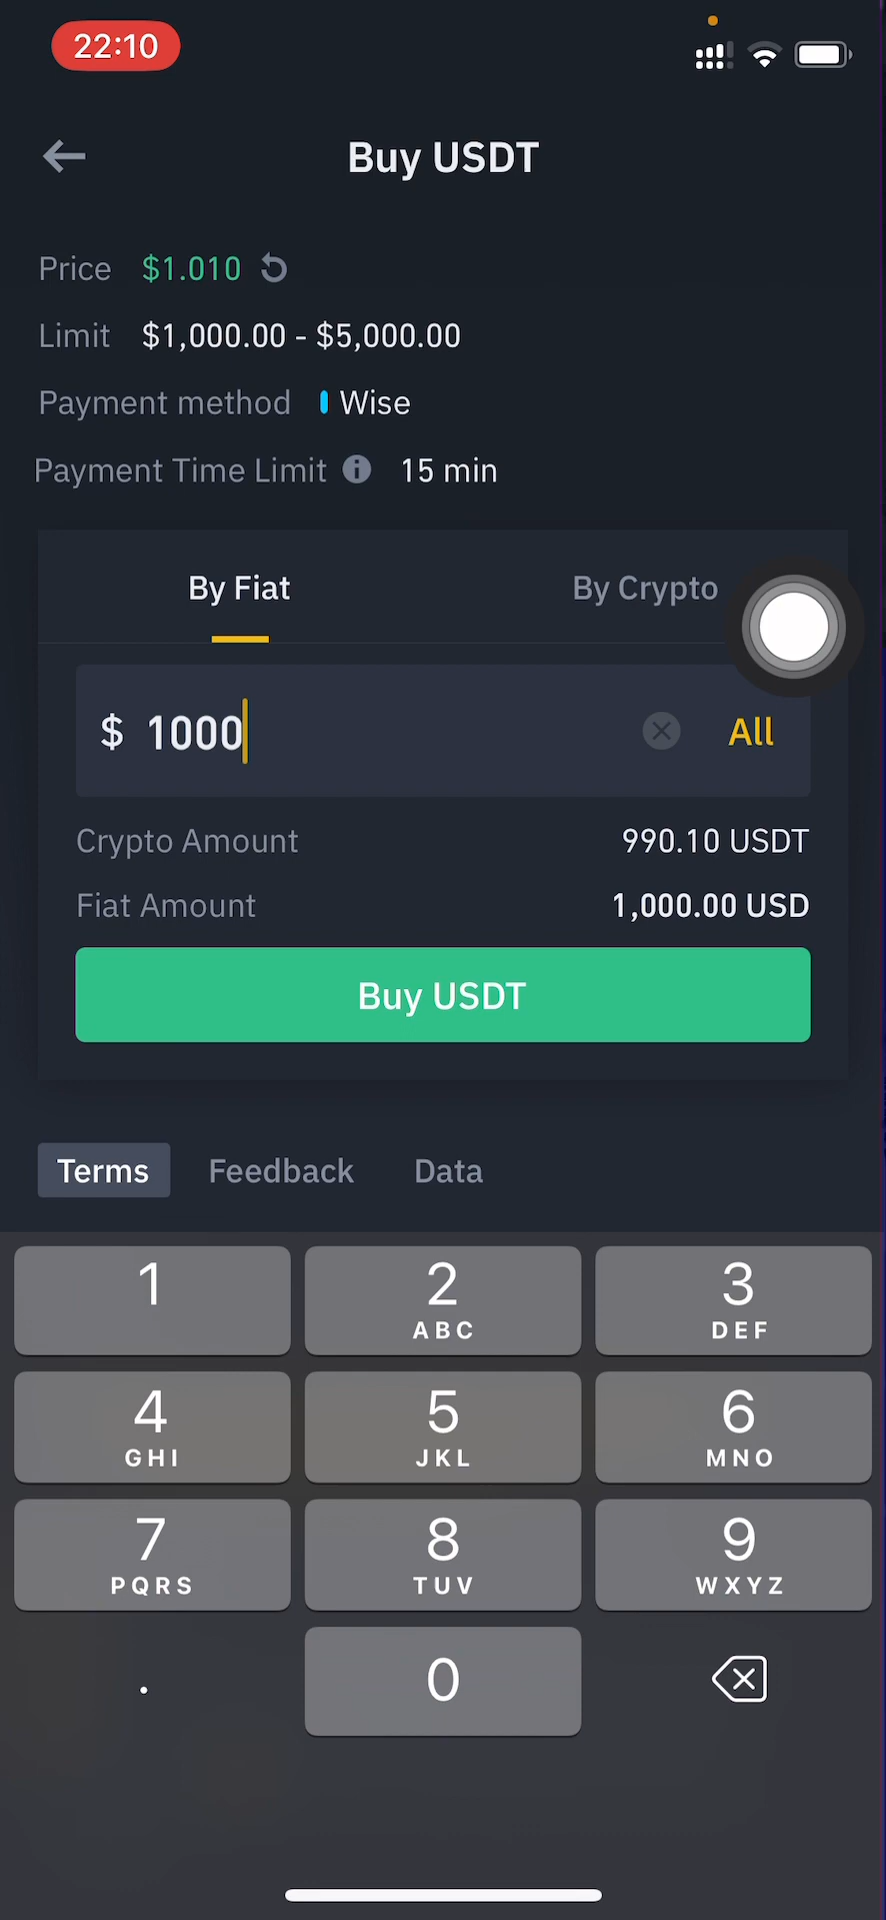 22:10
Buy USDT
Price $1.010
Limit $1,000.00 - $5,000.00
Payment method Wise
Payment Time Limit 15 min
By Fiat By Crypto
$ 1000 All
Crypto Amount 990.10 USDT
Fiat Amount 1,000.00 USD
Buy USDT
Terms Feedback Data
1 2 3
ABC DEF
4 5 6
GHI JKL MNO
7 8 9
PQRS TUV WXYZ
. 0